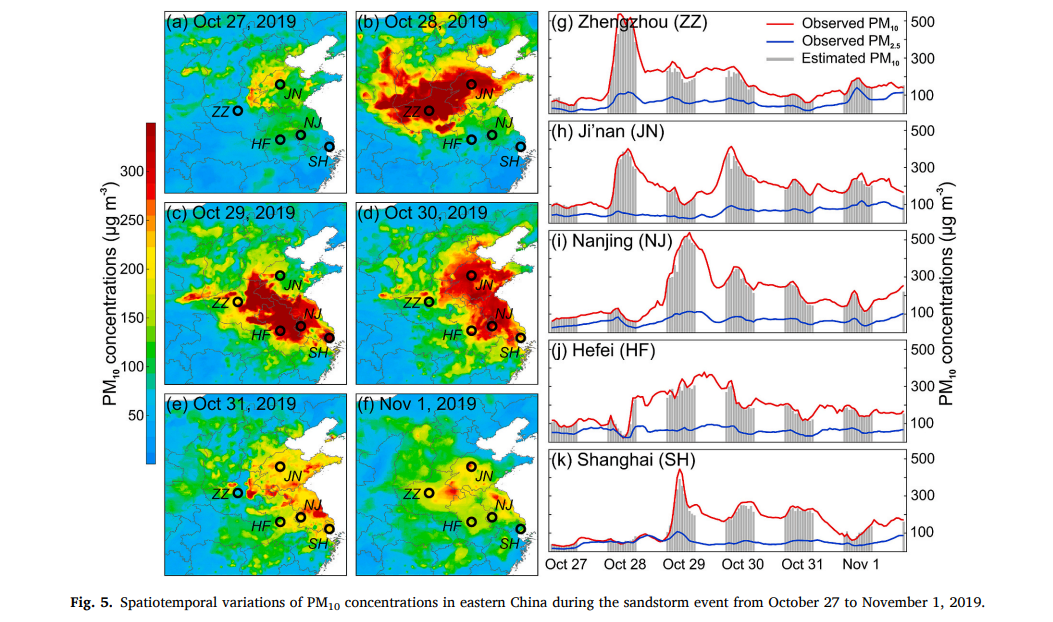 (a) Oct 27, 2019
JN
ZZ
NJ
HF
SH
(b) Oct 28, 2019
JN
ZZ
NJ
HF
SH
(c) Oct 29, 2019
JN
ZZ
NJ
HF
SH
(d) Oct 30, 2019
JN
ZZ
NJ
HF
SH
(e) Oct 31, 2019
JN
ZZ
NJ
HF
SH
(f) Nov 1, 2019
JN
ZZ
NJ
HF
SH
PM₁₀ concentrations (μg m⁻³)
300
250
200
150
100
50
(g) Zhengzhou (ZZ)
Observed PM₁₀
Observed PM₂.₅
Estimated PM₁₀
500
300
100
(h) Ji'nan (JN)
500
300
100
(i) Nanjing (NJ)
500
300
100
(j) Hefei (HF)
500
300
100
(k) Shanghai (SH)
500
300
100
Oct 27 Oct 28 Oct 29 Oct 30 Oct 31 Nov 1
PM₁₀ concentrations (μg m⁻³)
Fig. 5. Spatiotemporal variations of PM₁₀ concentrations in eastern China during the sandstorm event from October 27 to November 1, 2019.